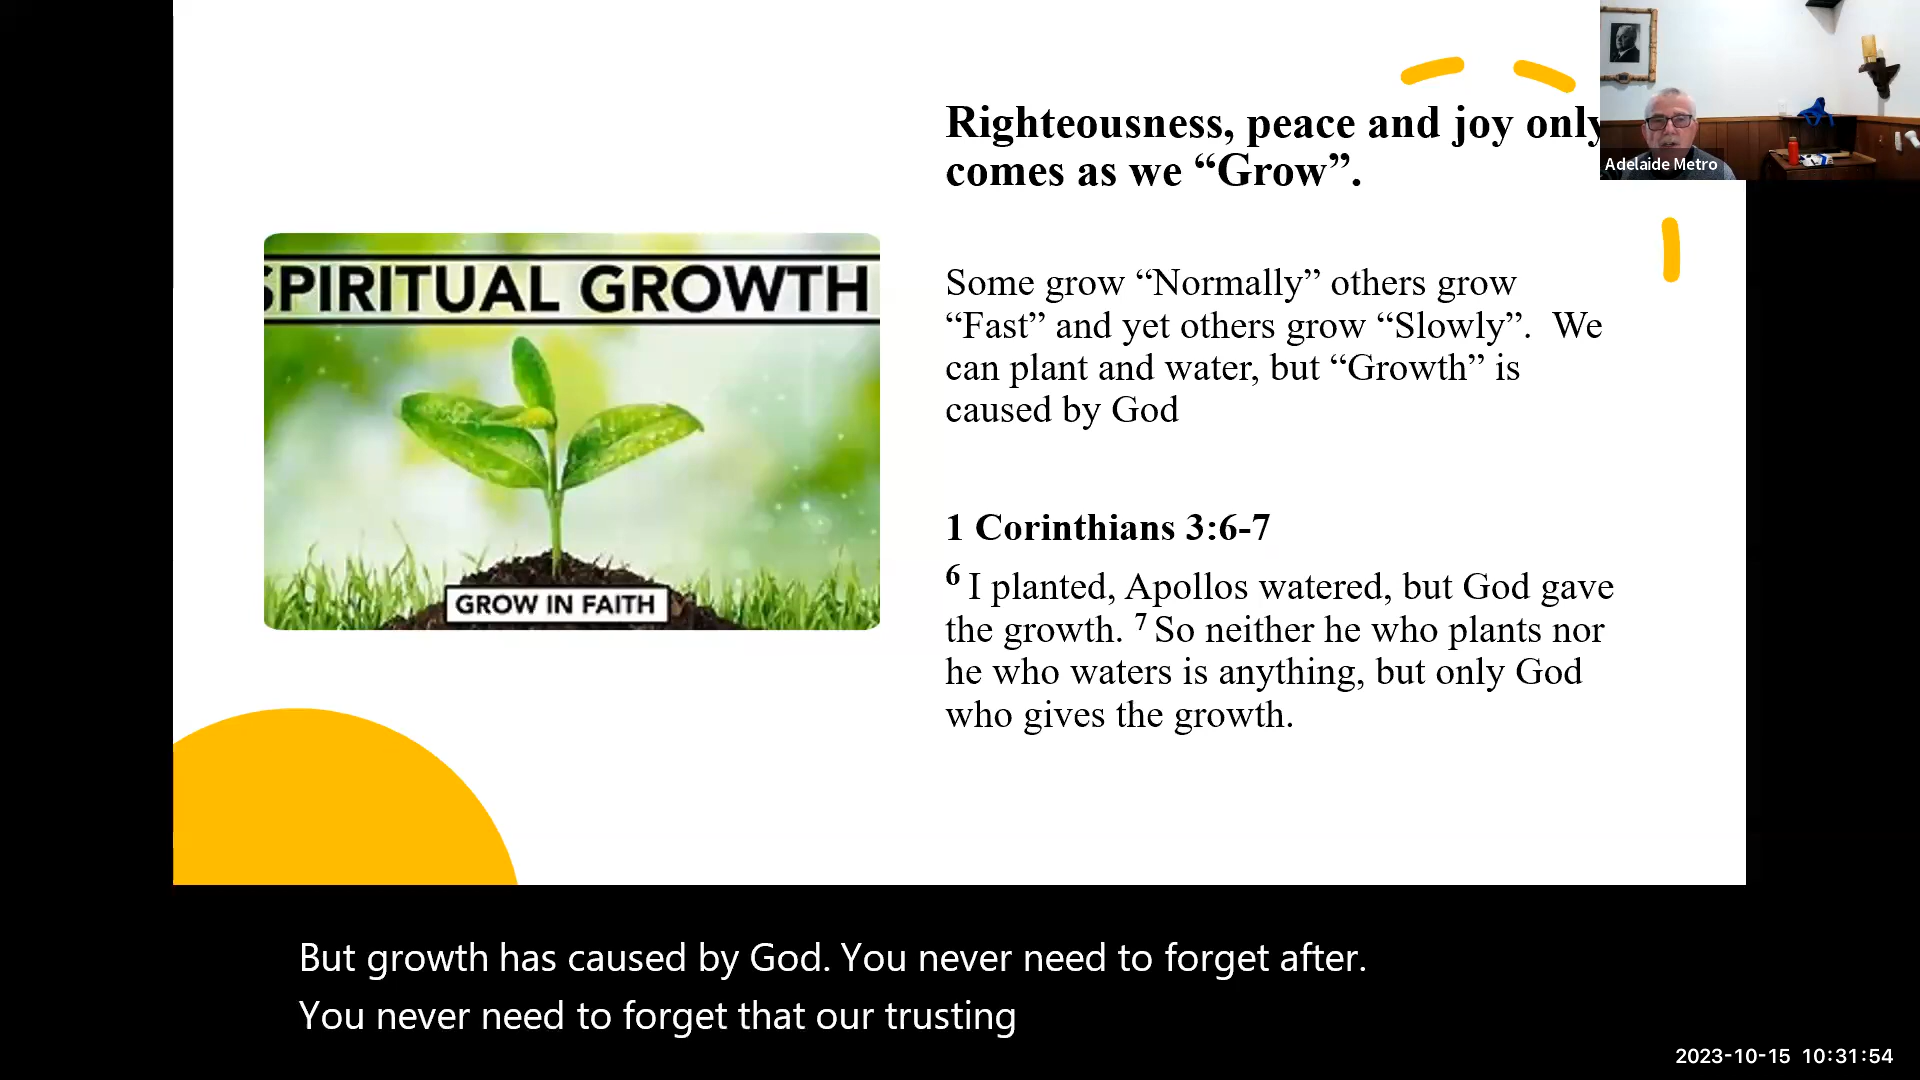 Righteousness, peace and joy only
comes as we “Grow”.
Adelaide Metro
SPIRITUAL GROWTH
Some grow “Normally” others grow
“Fast” and yet others grow “Slowly”.  We
can plant and water, but “Growth” is
caused by God
1 Corinthians 3:6-7
6 I planted, Apollos watered, but God gave
the growth. 7 So neither he who plants nor
he who waters is anything, but only God
who gives the growth.
GROW IN FAITH
But growth has caused by God. You never need to forget after.
You never need to forget that our trusting
2023-10-15 10:31:54